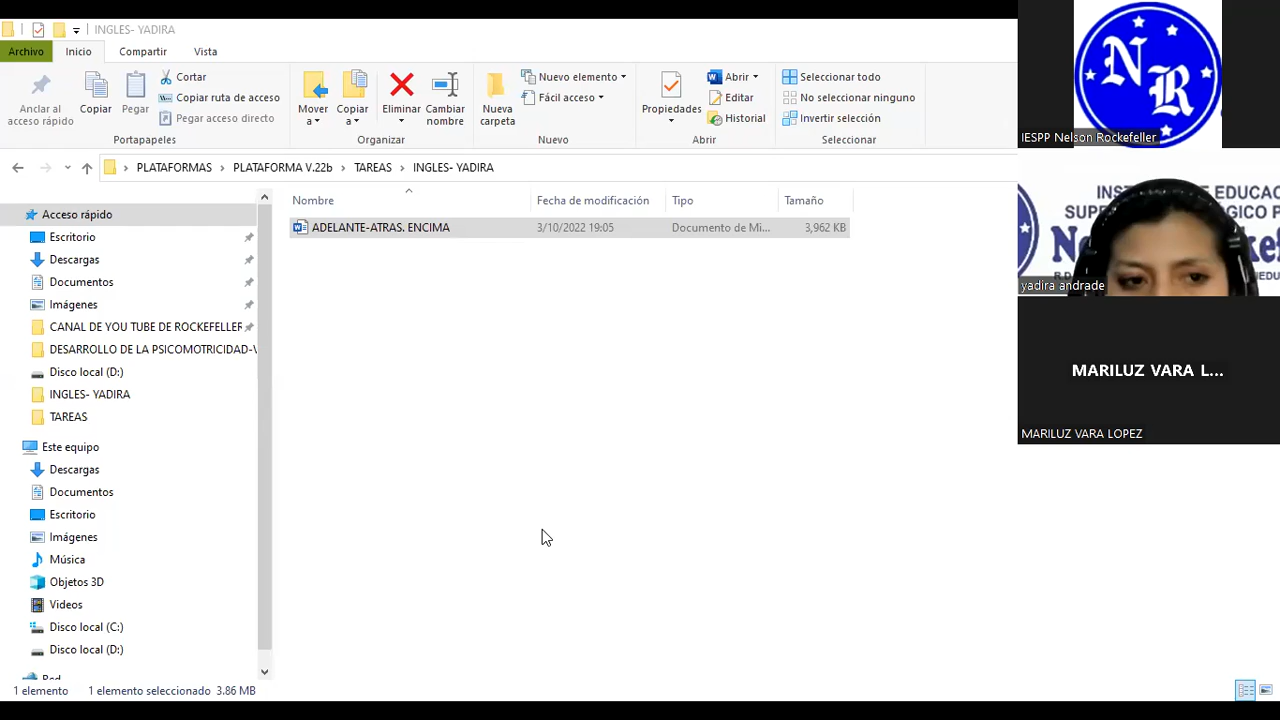 INGLES- YADIRA
Archivo
Inicio
Compartir
Vista
Anclar al
acceso rápido
Copiar
Pegar
Cortar
Copiar ruta de acceso
Pegar acceso directo
Portapapeles
Mover
a
Copiar
a
Eliminar
Cambiar
nombre
Organizar
Nueva
carpeta
Nuevo elemento
Fácil acceso
Nuevo
Propiedades
Abrir
Editar
Historial
Abrir
Seleccionar todo
No seleccionar ninguno
Invertir selección
Seleccionar
PLATAFORMAS
PLATAFORMA V.22b
TAREAS
INGLES- YADIRA
Nombre
Fecha de modificación
Tipo
Tamaño
ADELANTE-ATRAS. ENCIMA
3/10/2022 19:05
Documento de Mi...
3,962 KB
Acceso rápido
Escritorio
Descargas
Documentos
Imágenes
CANAL DE YOU TUBE DE ROCKEFELLER
DESARROLLO DE LA PSICOMOTRICIDAD-V
Disco local (D:)
INGLES- YADIRA
TAREAS
Este equipo
Descargas
Documentos
Escritorio
Imágenes
Música
Objetos 3D
Videos
Disco local (C:)
Disco local (D:)
1 elemento
1 elemento seleccionado 3.86 MB
NR
IESPP Nelson Rockefeller
yadira andrade
MARILUZ VARA L...
MARILUZ VARA LOPEZ